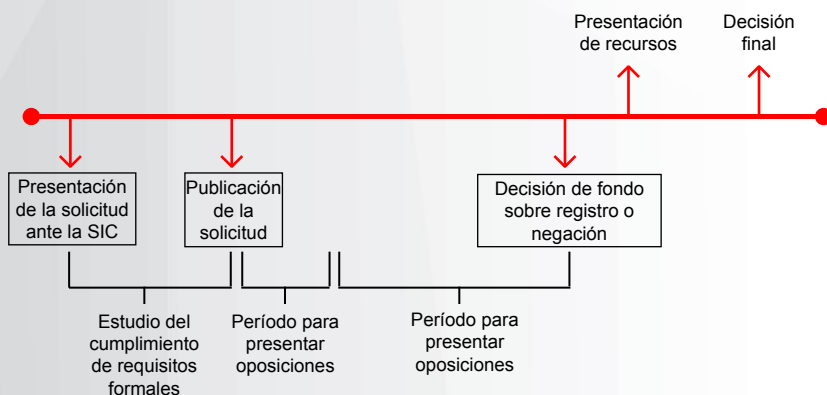 Presentación
de recursos
Decisión
final
Presentación
de la solicitud
ante la SIC
Publicación
de la
solicitud
Decisión de fondo
sobre registro o
negación
Estudio del
cumplimiento
de requisitos
formales
Período para
presentar
oposiciones
Período para
presentar
oposiciones